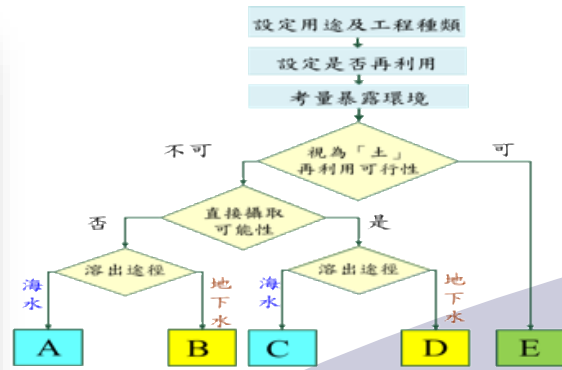 設定用途及工程種類
設定是否再利用
考量暴露環境
不可
視為「土」
再利用可行性
可
否
直接攝取
可能性
是
海水
溶出途徑
地下水
海水
溶出途徑
地下水
A
B
C
D
E